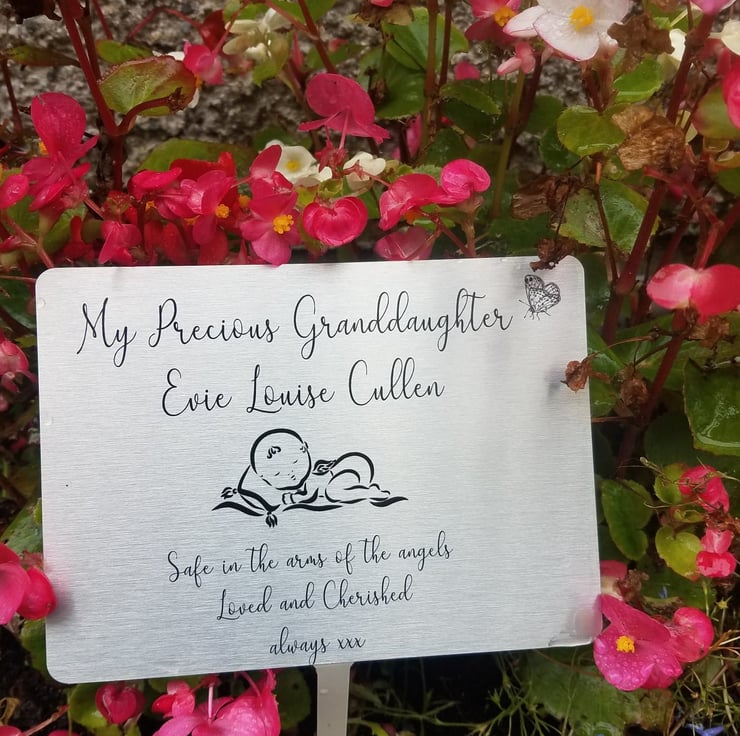 My Precious Granddaughter
Evie Louise Cullen
Safe in the arms of the angels
Loved and Cherished
always xxx